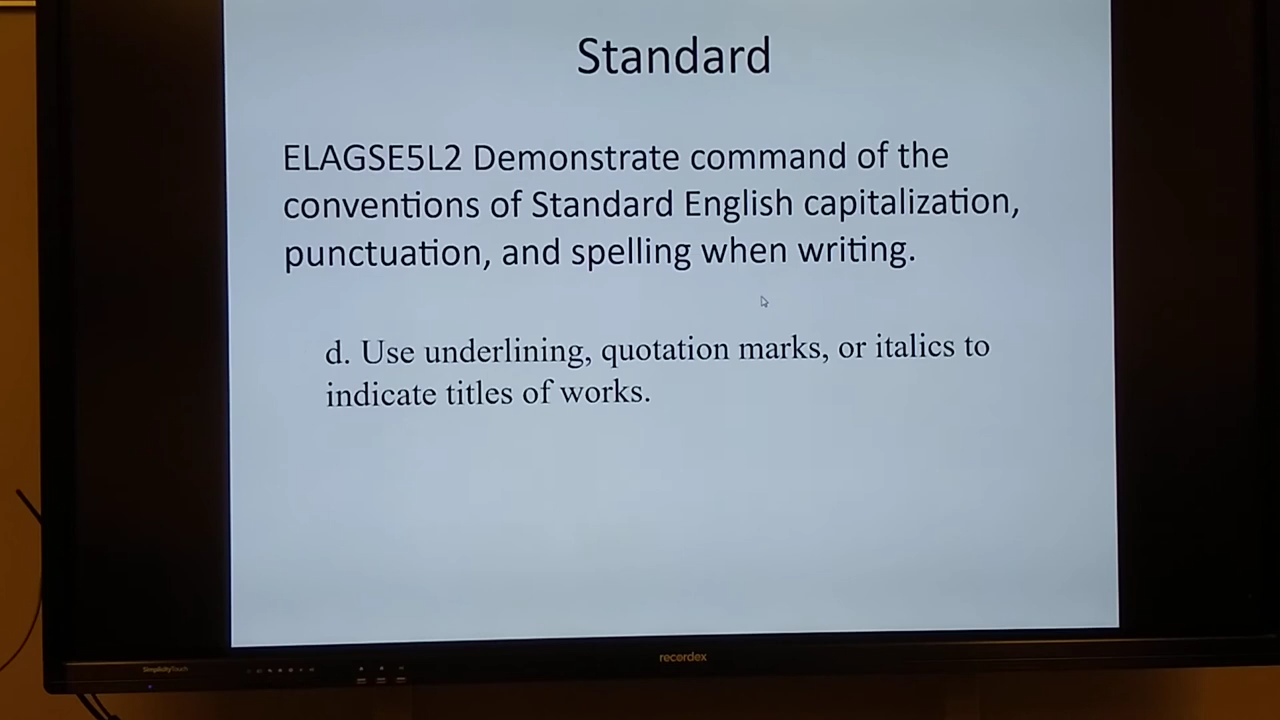 Standard
ELAGSE5L2 Demonstrate command of the
conventions of Standard English capitalization,
punctuation, and spelling when writing.
d. Use underlining, quotation marks, or italics to
indicate titles of works.
SimplicityTouch
recordex